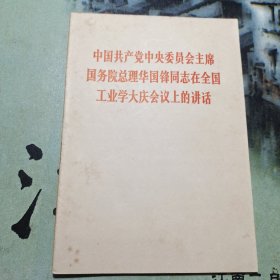 中国共产党中央委员会主席
国务院总理华国锋同志在全国
工业学大庆会议上的讲话